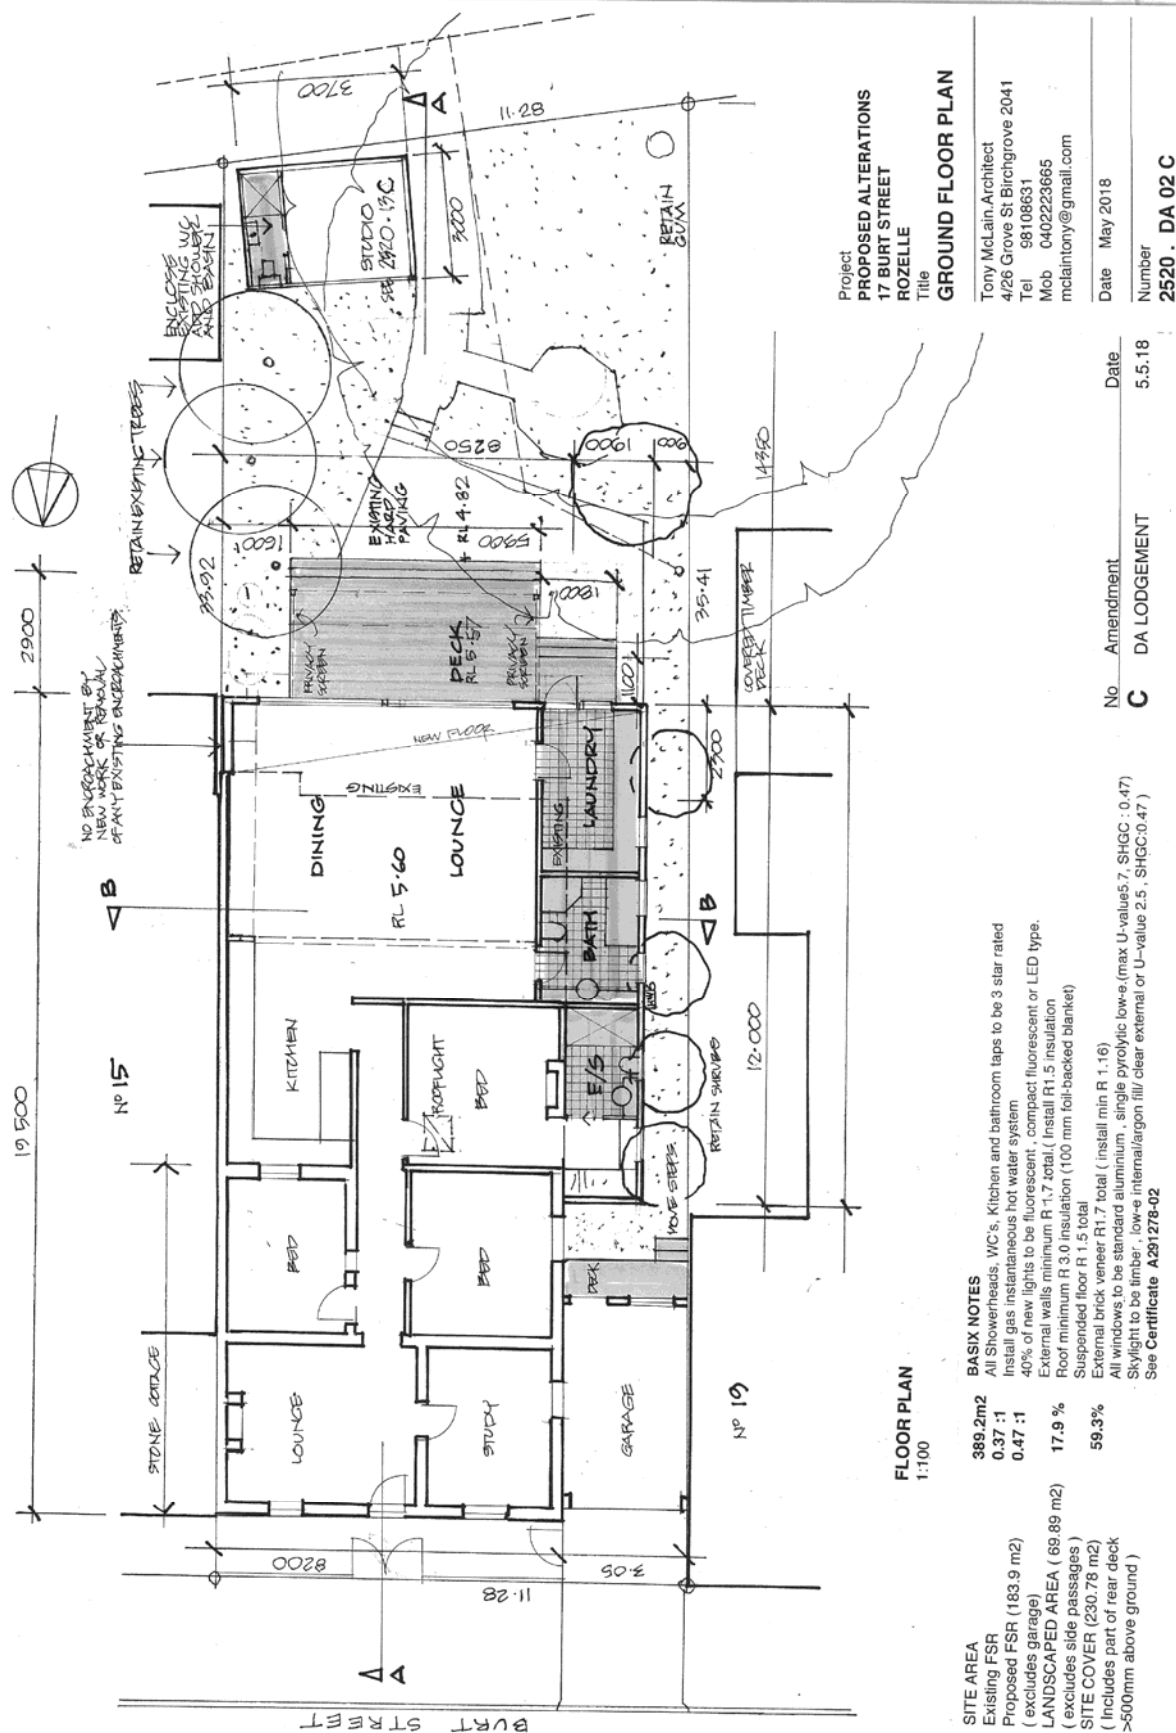 BURT STREET
19 500
2900
STONE COTTAGE
Nº 15
NO ENCROACHMENT BY
NEW WORK OR REMOVAL
OF ANY EXISTING ENCROACHMENTS
RETAIN EXISTING TREES
ENCLOSE
EXISTING WC
ADD SHOWER
AND BASIN
3700
A
A
B
B
11·28
11·28
8200
3·05
LOUNGE
STUDY
GARAGE
BED
BED
BED
KITCHEN
ROOFLIGHT
DINING
LOUNGE
RL 5·60
EXISTING
NEW ROOF
E/S
BATH
EXISTING
LAUNDRY
DECK
MOVE STEPS
RETAIN SHRUBS
12·000
2300
1100
PRIVACY
SCREEN
DECK
RL 5·57
PRIVACY
SCREEN
33.92
1600
5900
1800
EXISTING
HARD
PAVING
RL 4.82
8250
1900
900
35·41
14350
COVERED TIMBER
DECK
STUDIO
SEE 2520·13C
3000
RETAIN
GUM
Nº 19
FLOOR PLAN
1:100
SITE AREA 389.2m2
Existing FSR 0.37 :1
Proposed FSR (183.9 m2) 0.47 :1
( excludes garage)
LANDSCAPED AREA ( 69.89 m2) 17.9 %
( excludes side passages )
SITE COVER (230.78 m2) 59.3%
( Includes part of rear deck
>500mm above ground )
BASIX NOTES
All Showerheads, WC's, Kitchen and bathroom taps to be 3 star rated
Install gas instantaneous hot water system
40% of new lights to be fluorescent , compact fluorescent or LED type.
External walls minimum R 1.7 total.( Install R1.5 insulation
Roof minimum R 3.0 insulation (100 mm foil-backed blanket)
Suspended floor R 1.5 total
External brick veneer R1.7 total ( install min R 1.16)
All windows to be standard aluminium , single pyrolytic low-e.(max U-value5.7, SHGC : 0.47)
Skylight to be timber , low-e internal/argon fill/ clear external or U–value 2.5 , SHGC:0.47 )
See Certificate A291278-02
No Amendment Date
C DA LODGEMENT 5.5.18
Project
PROPOSED ALTERATIONS
17 BURT STREET
ROZELLE
Title
GROUND FLOOR PLAN
Tony McLain.Architect
4/26 Grove St Birchgrove 2041
Tel 98108631
Mob 0402223665
mclaintony@gmail.com
Date May 2018
Number
2520 . DA 02 C